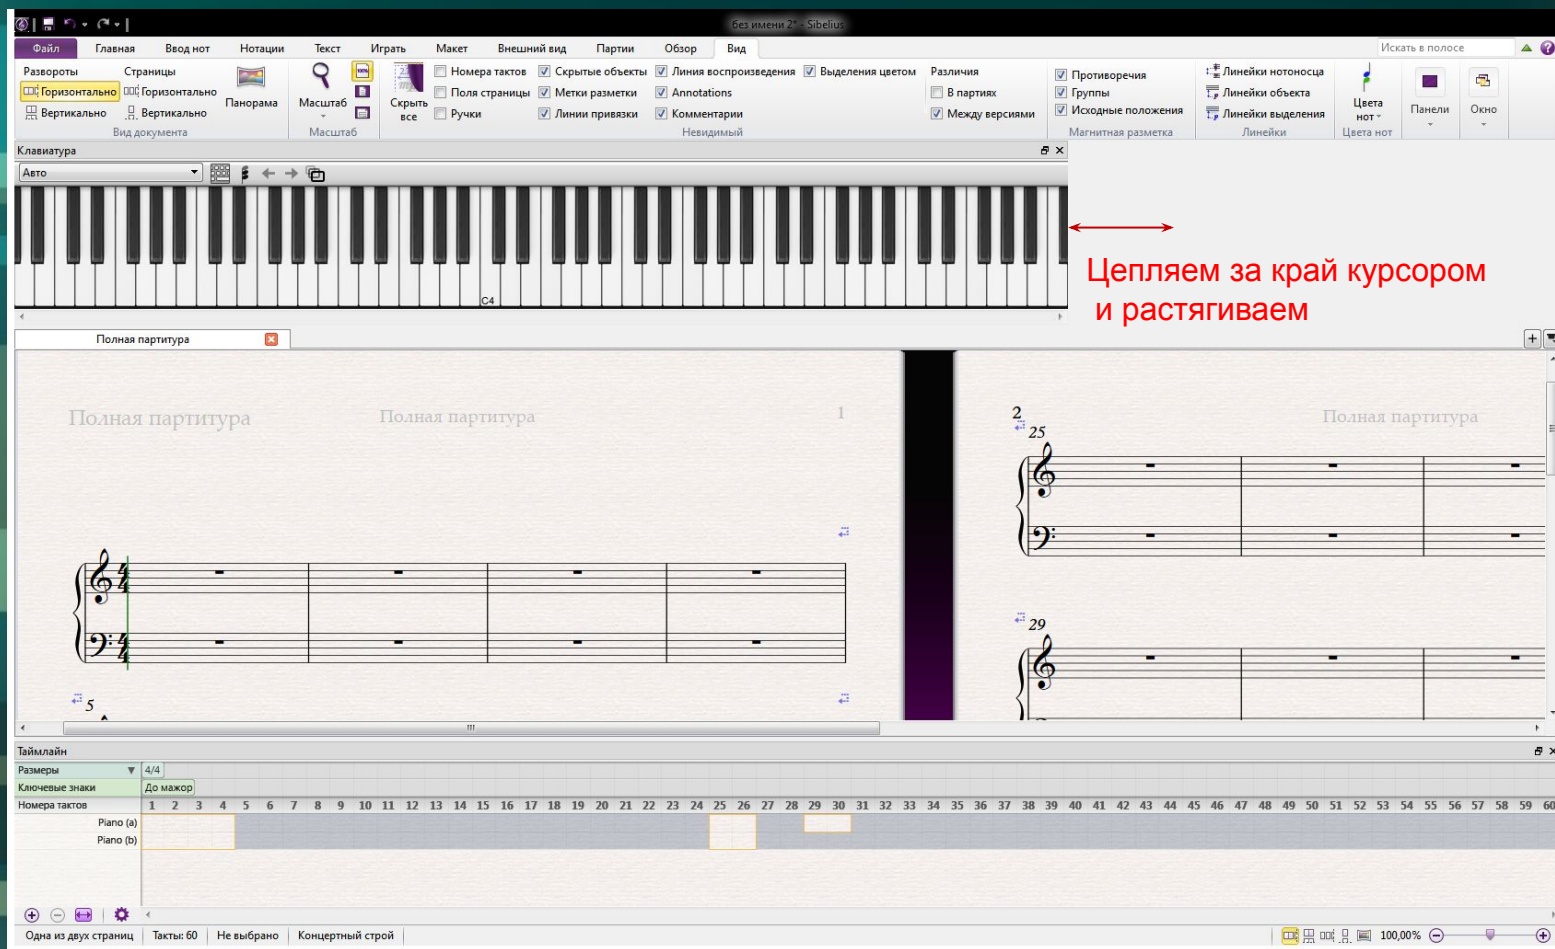 без имени 2* - Sibelius
Файл Главная Ввод нот Нотации Текст Играть Макет Внешний вид Партии Обзор Вид Искать в полосе
Развороты Страницы Номера тактов Скрытые объекты Линия воспроизведения Выделения цветом Различия Противоречия Линейки нотоносца
Горизонтально Горизонтально Панорама Масштаб Скрыть все Поля страницы Метки разметки Annotations В партиях Группы Линейки объекта Цвета нот Панели Окно
Вертикально Вертикально Ручки Линии привязки Комментарии Между версиями Исходные положения Линейки выделения
Вид документа Масштаб Невидимый Магнитная разметка Линейки Цвета нот
Клавиатура
Авто
C4
Цепляем за край курсором
и растягиваем
Полная партитура
Полная партитура Полная партитура 1 2 Полная партитура
25
29
5
Таймлайн
Размеры 4/4
Ключевые знаки До мажор
Номера тактов 1 2 3 4 5 6 7 8 9 10 11 12 13 14 15 16 17 18 19 20 21 22 23 24 25 26 27 28 29 30 31 32 33 34 35 36 37 38 39 40 41 42 43 44 45 46 47 48 49 50 51 52 53 54 55 56 57 58 59 60
Piano (a)
Piano (b)
Одна из двух страниц Такты: 60 Не выбрано Концертный строй 100,00%